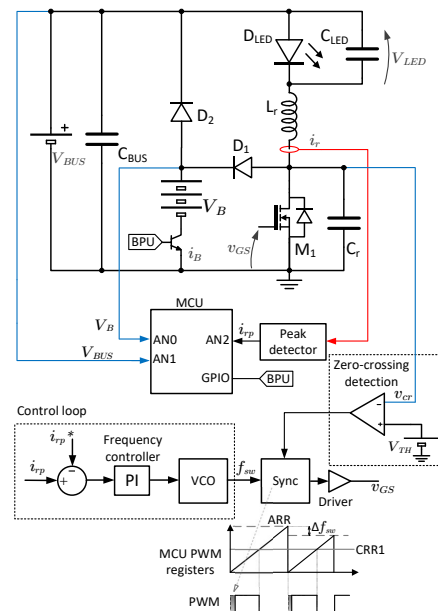 D_LED
C_LED
V_LED
L_r
i_r
D_2
D_1
+
V_BUS
C_BUS
V_B
BPU
i_B
v_GS
M_1
C_r
MCU
V_B
AN0
V_BUS
AN1
AN2
i_rp
Peak
detector
GPIO
BPU
Zero-crossing
detection
v_cr
-
+
V_TH
Control loop
i_rp*
Frequency
controller
i_rp
+
-
PI
VCO
f_sw
Sync
Driver
v_GS
ARR
Δf_sw
MCU PWM
registers
CRR1
PWM